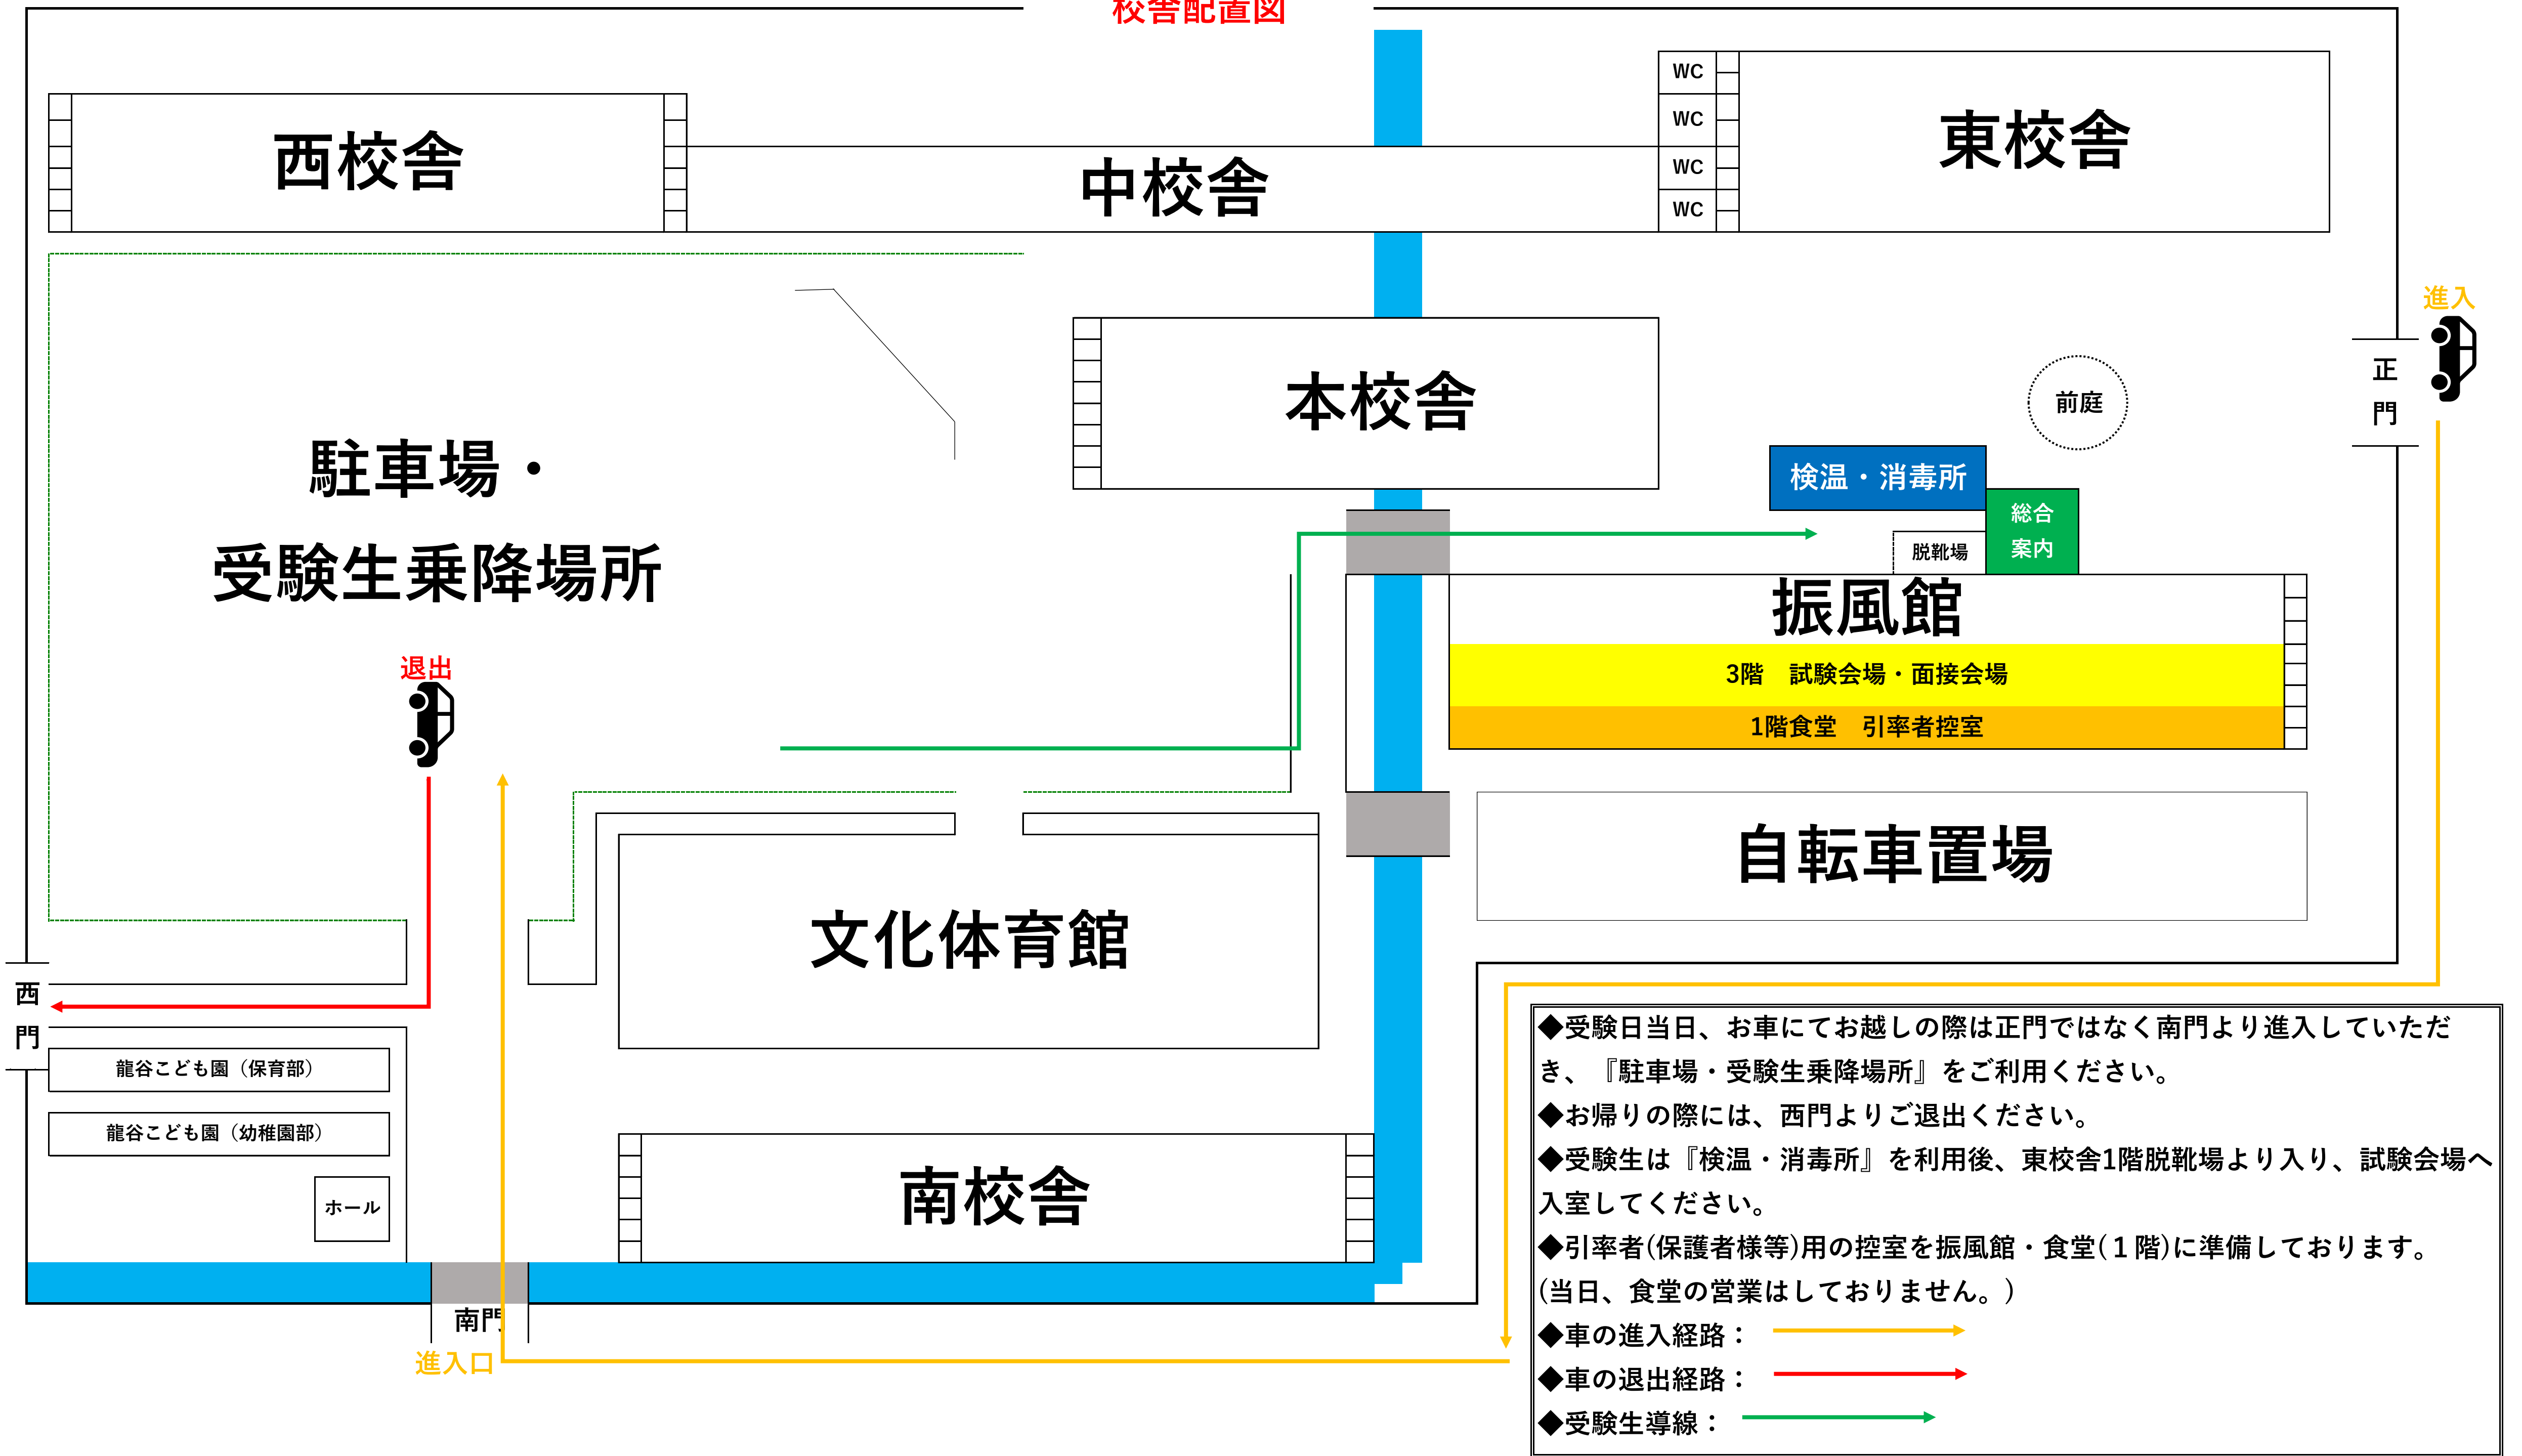 校舎配置図
WC
WC
WC
WC
西校舎
中校舎
東校舎
進入
正
門
本校舎
前庭
駐車場・
受験生乗降場所
検温・消毒所
総合
案内
脱靴場
振風館
3階　試験会場・面接会場
1階食堂　引率者控室
退出
自転車置場
文化体育館
西
門
龍谷こども園（保育部）
龍谷こども園（幼稚園部）
ホール
南校舎
南門
進入口
◆受験日当日、お車にてお越しの際は正門ではなく南門より進入していただ
き、『駐車場・受験生乗降場所』をご利用ください。
◆お帰りの際には、西門よりご退出ください。
◆受験生は『検温・消毒所』を利用後、東校舎1階脱靴場より入り、試験会場へ
入室してください。
◆引率者(保護者様等)用の控室を振風館・食堂(１階)に準備しております。
(当日、食堂の営業はしておりません。)
◆車の進入経路：
◆車の退出経路：
◆受験生導線：